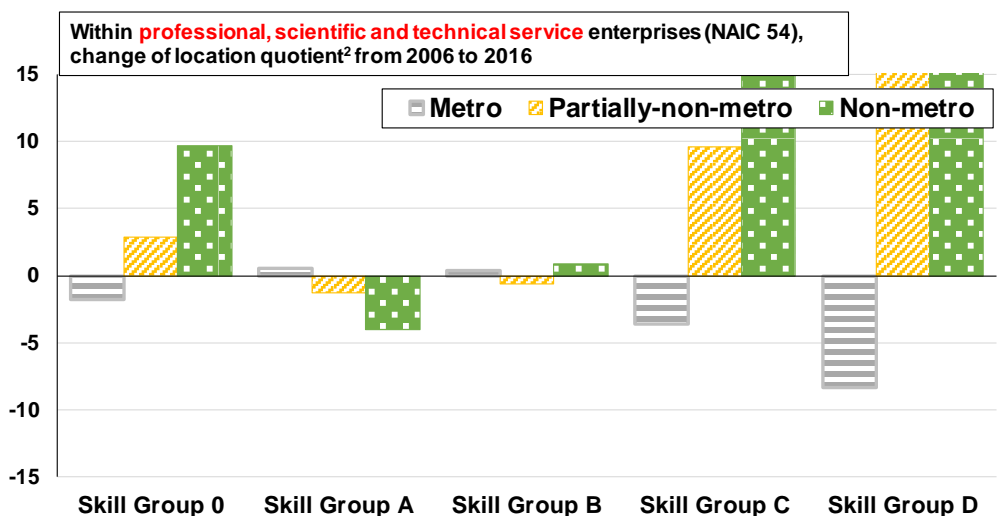 Within professional, scientific and technical service enterprises (NAIC 54),
change of location quotient² from 2006 to 2016
15
Metro Partially-non-metro Non-metro
10
5
0
-5
-10
-15
Skill Group 0 Skill Group A Skill Group B Skill Group C Skill Group D